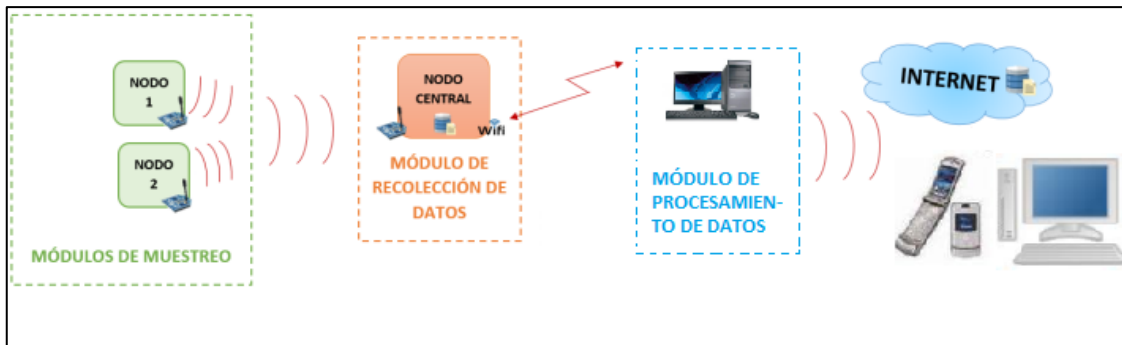 NODO
1
NODO
2
MÓDULOS DE MUESTREO
NODO
CENTRAL
Wifi
MÓDULO DE
RECOLECCIÓN DE
DATOS
MÓDULO DE
PROCESAMIEN-
TO DE DATOS
INTERNET